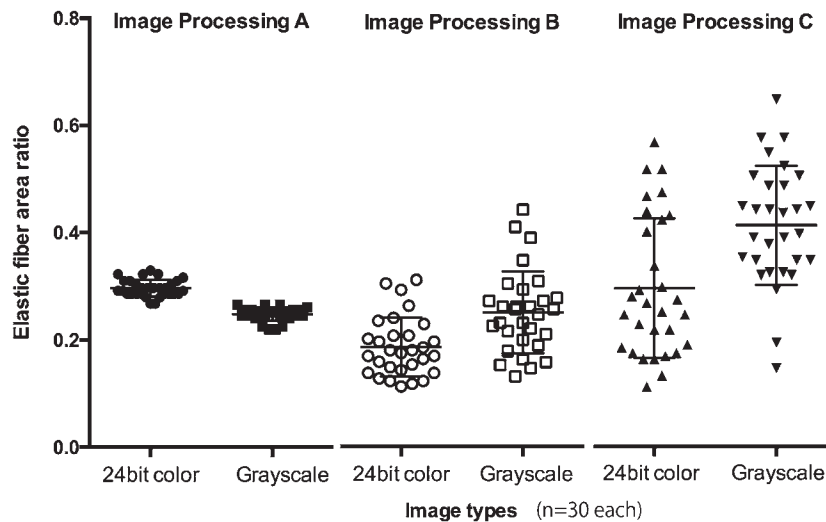 Image Processing A
Image Processing B
Image Processing C
Elastic fiber area ratio
0.8
0.6
0.4
0.2
0.0
24bit color
Grayscale
24bit color
Grayscale
24bit color
Grayscale
Image types (n=30 each)